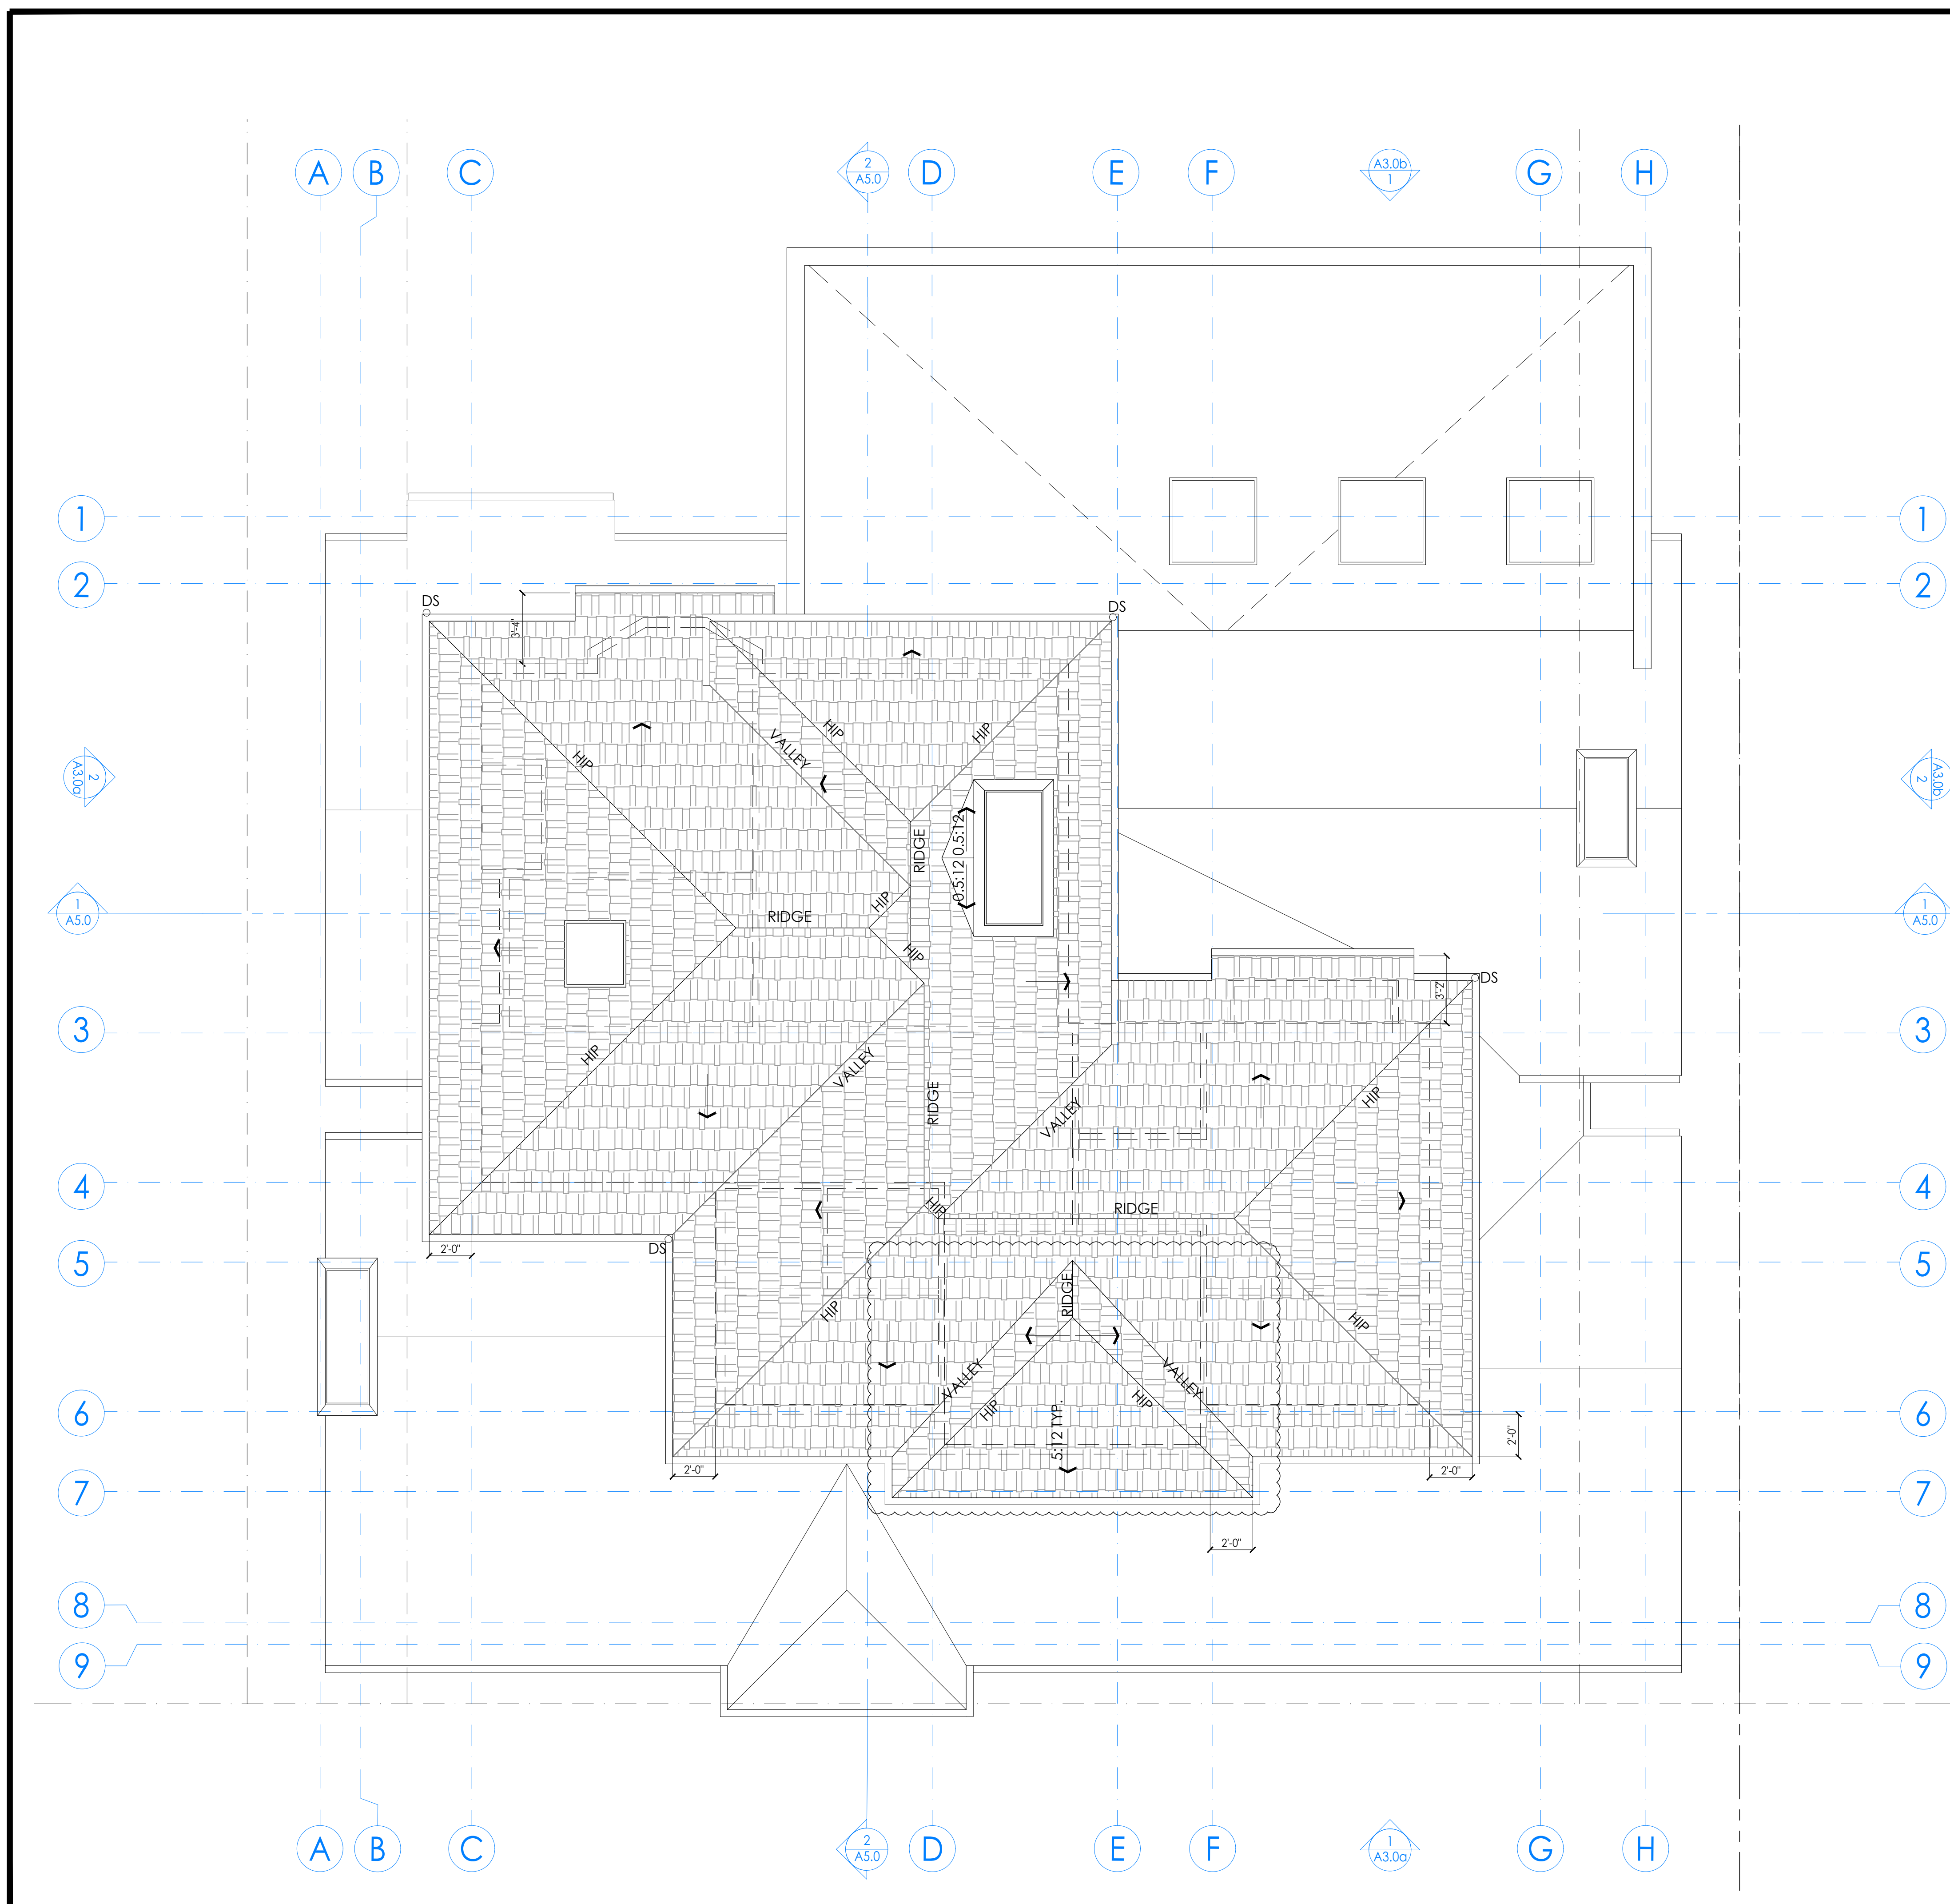 A
B
C
2
A5.0
D
E
F
A3.0b
1
G
H
1
1
2
2
DS
DS
3'-4"
HIP
HIP
HIP
VALLEY
2
A3.0a
A3.0b
2
RIDGE
0.5:12
0.5:12
HIP
RIDGE
1
A5.0
1
A5.0
HIP
DS
3'-2"
3
3
HIP
VALLEY
RIDGE
VALLEY
HIP
4
4
HIP
RIDGE
DS
2'-0"
5
5
RIDGE
HIP
HIP
VALLEY
VALLEY
HIP
HIP
5:12 TYP.
6
6
2'-0"
2'-0"
2'-0"
7
7
2'-0"
8
8
9
9
A
B
C
2
A5.0
D
E
F
1
A3.0a
G
H